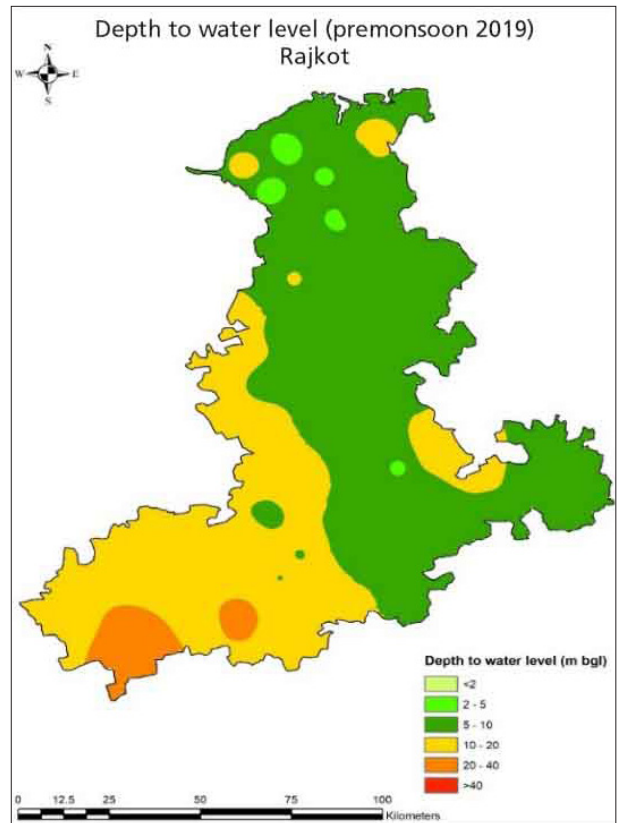 Depth to water level (premonsoon 2019)
Rajkot
N
W E
S
Depth to water level (m bgl)
<2
2 - 5
5 - 10
10 - 20
20 - 40
>40
0 12.5 25 50 75 100
Kilometers